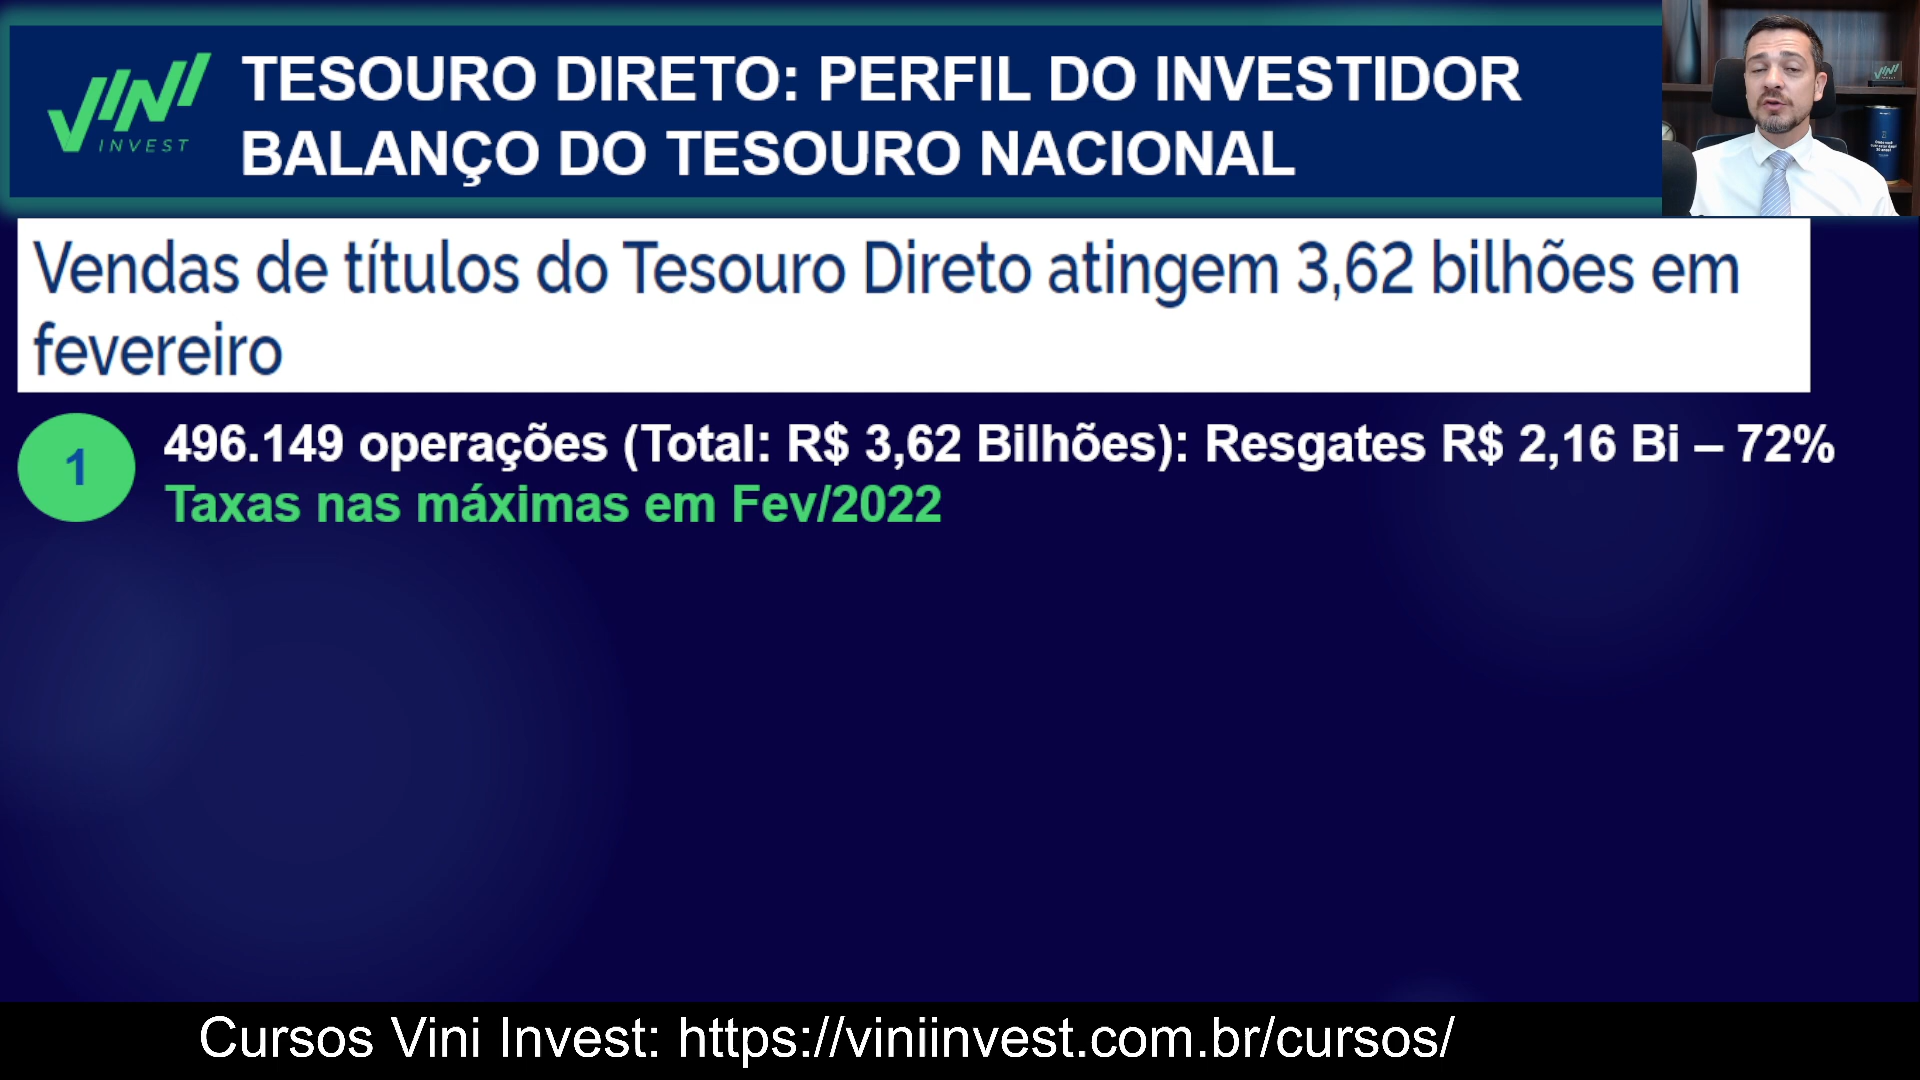 VINI
INVEST
TESOURO DIRETO: PERFIL DO INVESTIDOR
BALANÇO DO TESOURO NACIONAL
Vendas de títulos do Tesouro Direto atingem 3,62 bilhões em
fevereiro
1
496.149 operações (Total: R$ 3,62 Bilhões): Resgates R$ 2,16 Bi – 72%
Taxas nas máximas em Fev/2022
Cursos Vini Invest: https://viniinvest.com.br/cursos/